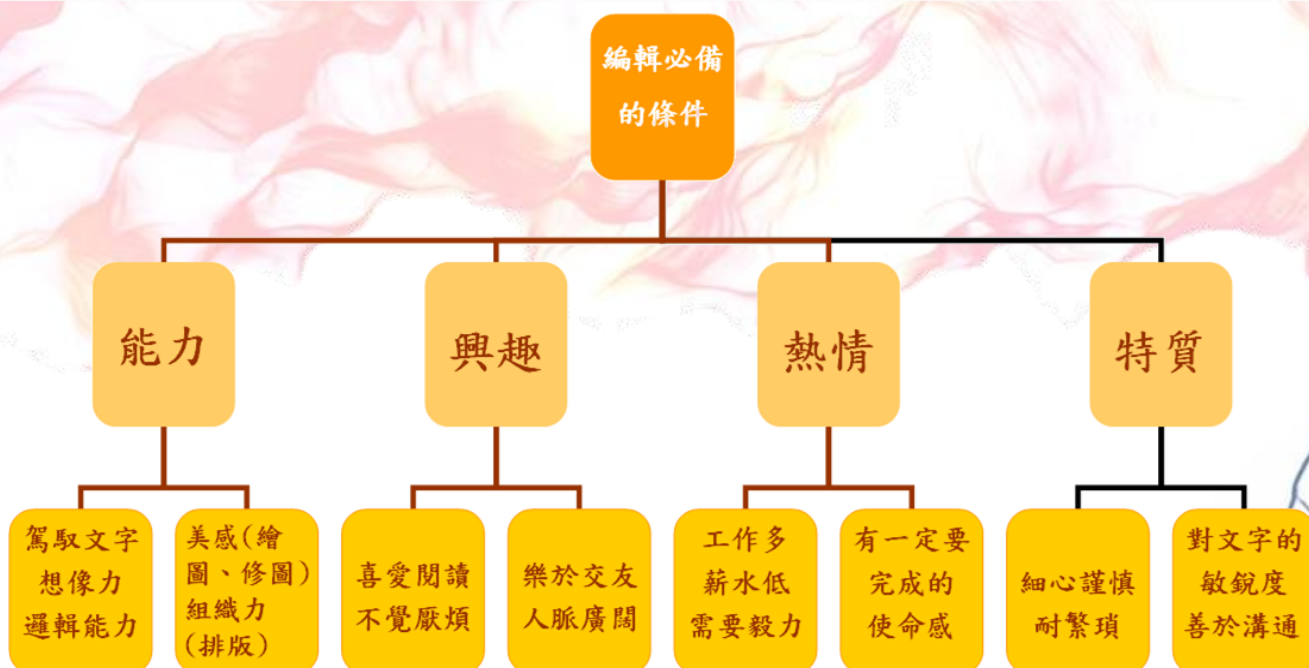 編輯必備
的條件
能力
興趣
熱情
特質
駕馭文字
想像力
邏輯能力
美感(繪
圖、修圖)
組織力
(排版)
喜愛閱讀
不覺厭煩
樂於交友
人脈廣闊
工作多
薪水低
需要毅力
有一定要
完成的
使命感
細心謹慎
耐繁瑣
對文字的
敏銳度
善於溝通